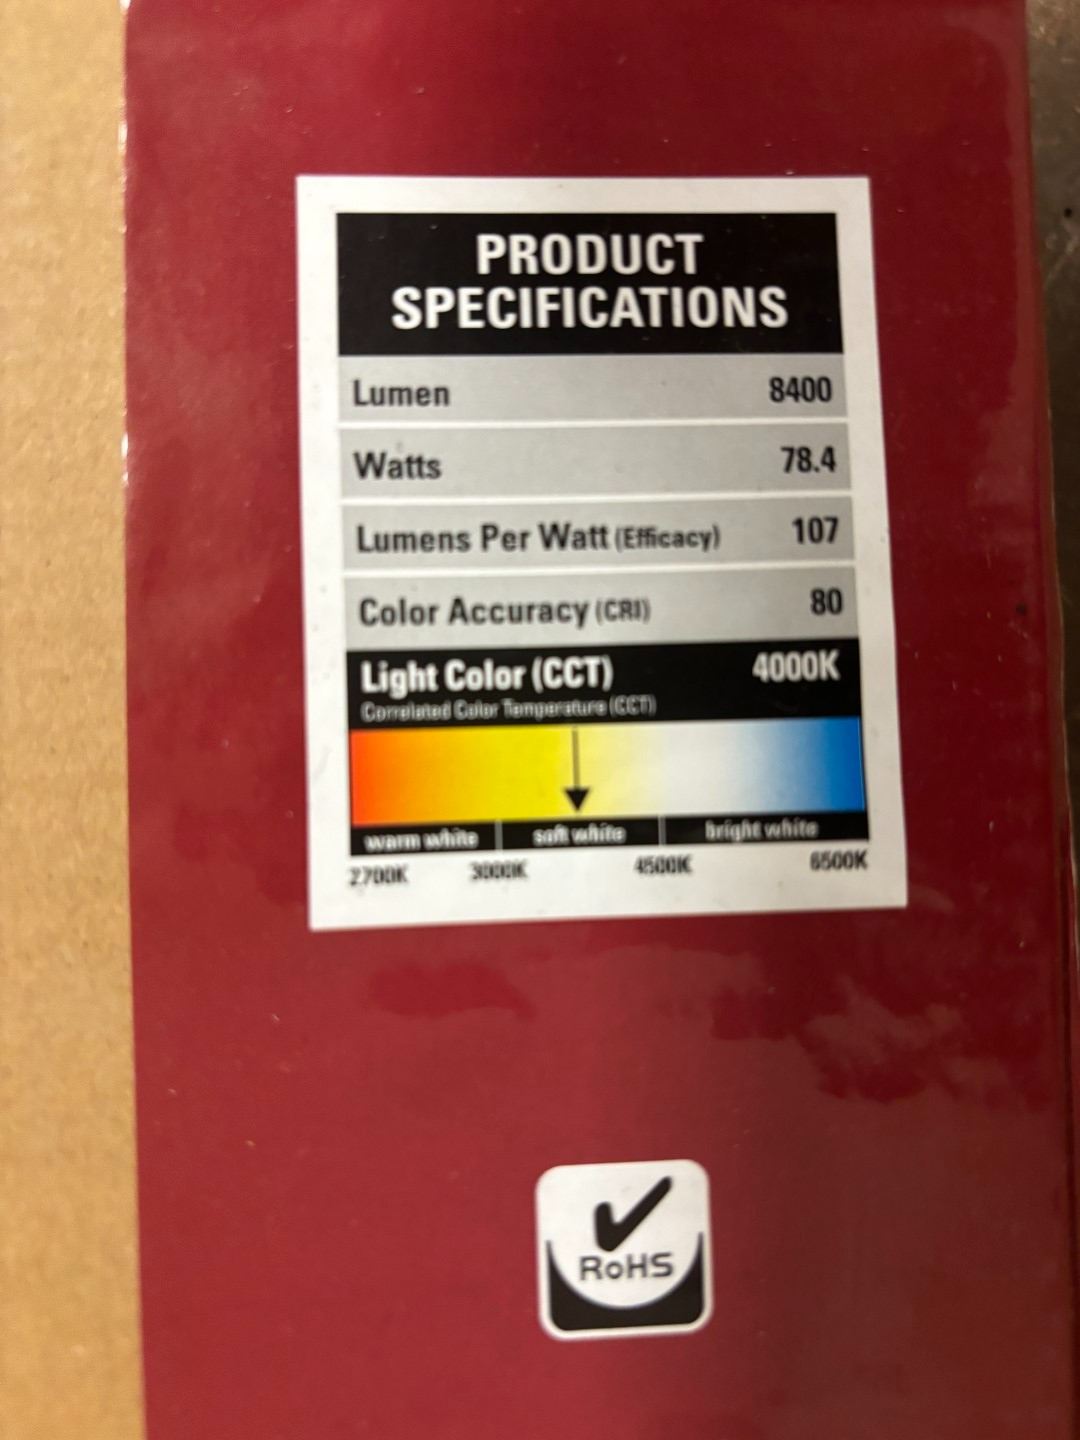 PRODUCT
SPECIFICATIONS
Lumen 8400
Watts 78.4
Lumens Per Watt (Efficacy) 107
Color Accuracy (CRI) 80
Light Color (CCT) 4000K
Correlated Color Temperature (CCT)
warm white soft white bright white
2700K 3000K 4500K 6500K
RoHS